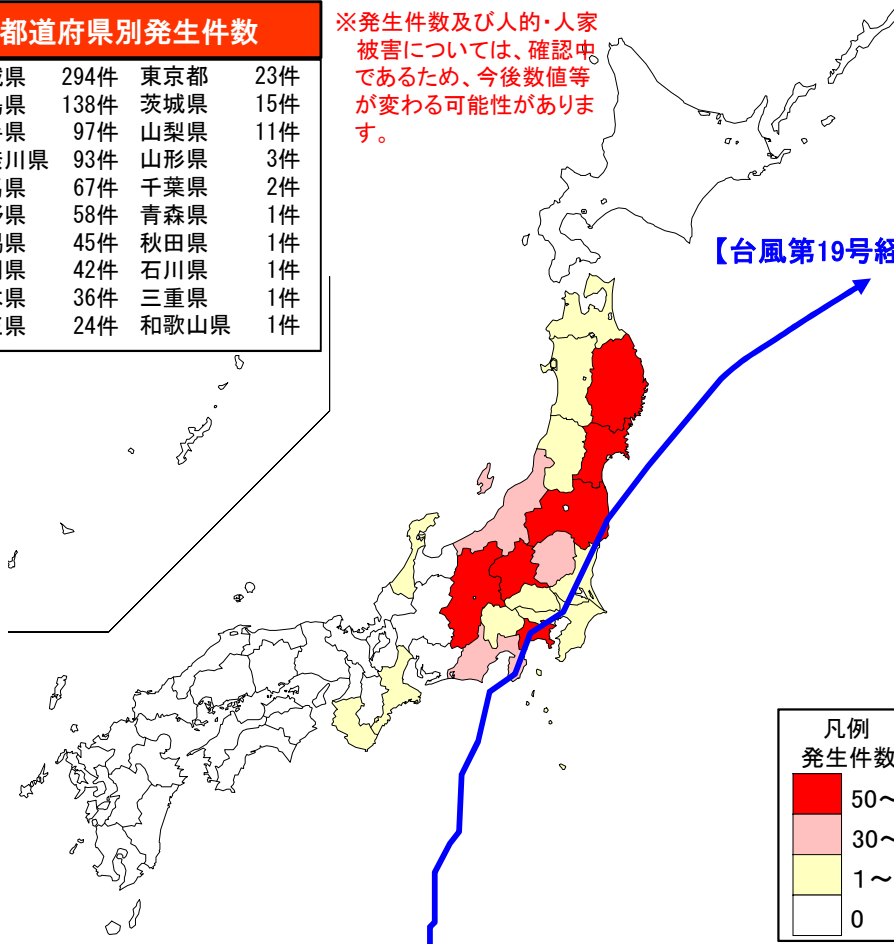 都道府県別発生件数
県 294件 東京都 23件
県 138件 茨城県 15件
県 97件 山梨県 11件
川県 93件 山形県 3件
県 67件 千葉県 2件
県 58件 青森県 1件
県 45件 秋田県 1件
県 42件 石川県 1件
県 36件 三重県 1件
県 24件 和歌山県 1件
※発生件数及び人的・人家
被害については、確認中
であるため、今後数値等
が変わる可能性がありま
す。
【台風第19号経
凡例
発生件数
50～
30～
1～
0